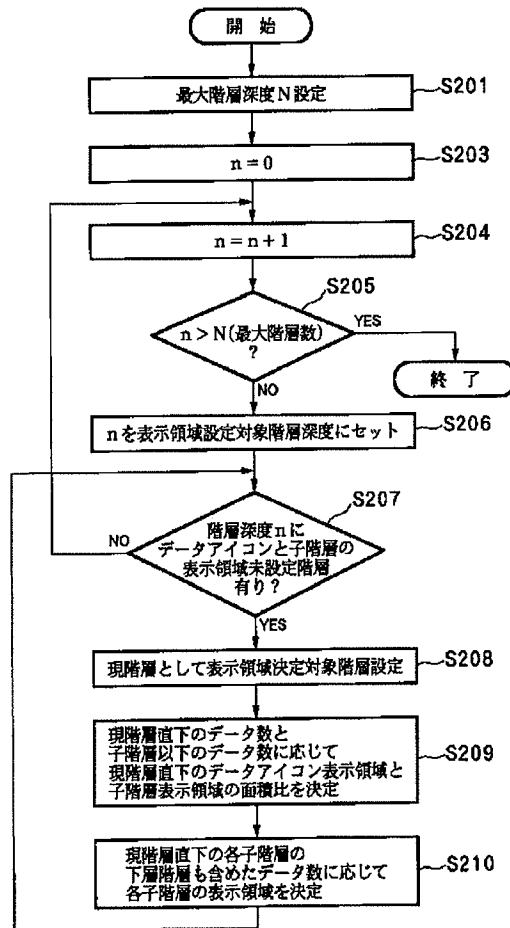 開 始
最大階層深度N設定
S201
n=0
S203
n=n+1
S204
S205
n>N(最大階層数)
?
YES
終 了
NO
nを表示領域設定対象階層深度にセット
S206
S207
階層深度nに
データアイコンと子階層の
表示領域未設定階層
有り?
NO
YES
現階層として表示領域決定対象階層設定
S208
現階層直下のデータ数と
子階層以下のデータ数に応じて
現階層直下のデータアイコン表示領域と
子階層表示領域の面積比を決定
S209
現階層直下の各子階層の
下層階層も含めたデータ数に応じて
各子階層の表示領域を決定
S210